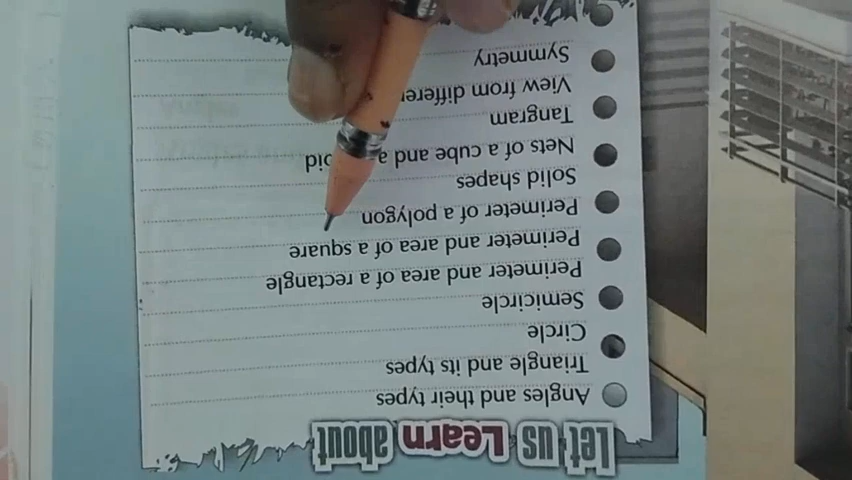 Let us Learn about
Angles and their types
Triangle and its types
Circle
Semicircle
Perimeter and area of a rectangle
Perimeter and area of a square
Perimeter of a polygon
Solid shapes
Nets of a cube and a
Tangram
View from
Symmetry